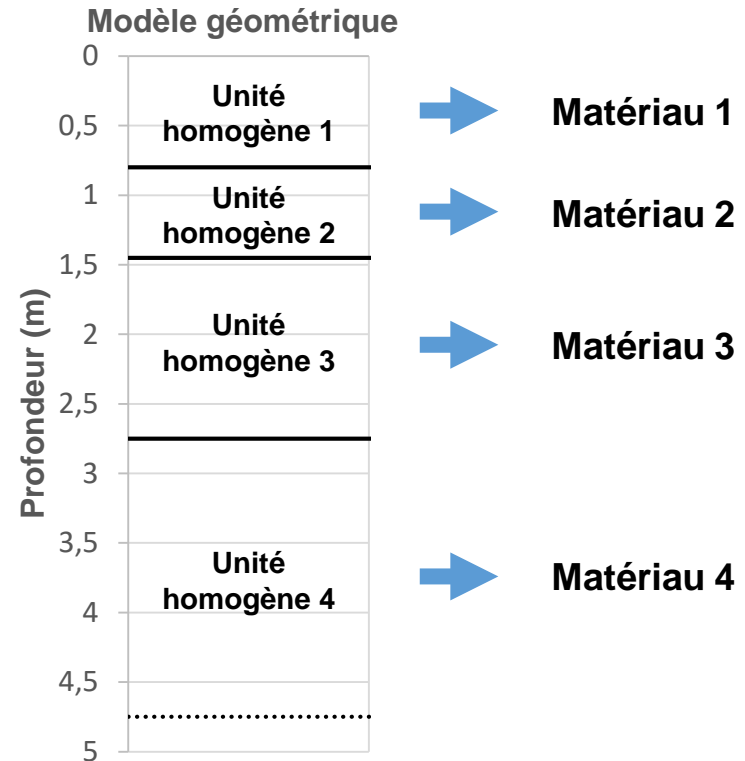 Modèle géométrique
Profondeur (m)
0
0,5
1
1,5
2
2,5
3
3,5
4
4,5
5
Unité
homogène 1
Matériau 1
Unité
homogène 2
Matériau 2
Unité
homogène 3
Matériau 3
Unité
homogène 4
Matériau 4